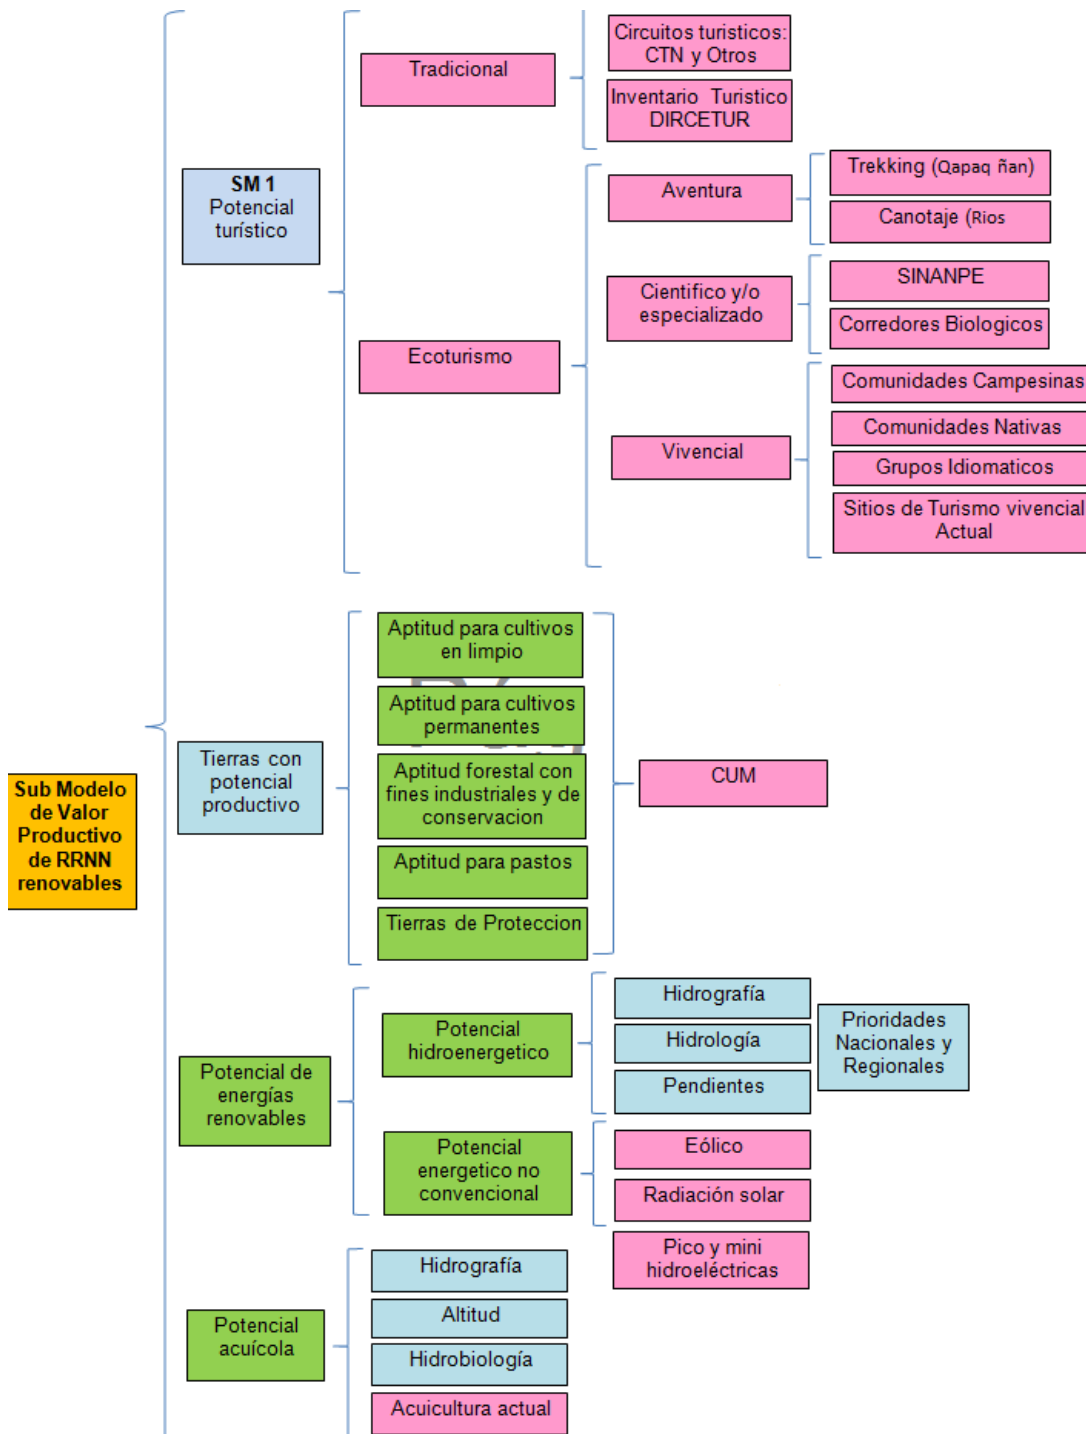 Sub Modelo
de Valor
Productivo
de RRNN
renovables
SM 1
Potencial
turístico
Tradicional
Circuitos turisticos:
CTN y Otros
Inventario Turistico
DIRCETUR
Ecoturismo
Aventura
Trekking (Qapaq ñan)
Canotaje (Rios
Cientifico y/o
especializado
SINANPE
Corredores Biologicos
Vivencial
Comunidades Campesinas
Comunidades Nativas
Grupos Idiomaticos
Sitios de Turismo vivencial
Actual
Tierras con
potencial
productivo
Aptitud para cultivos
en limpio
Aptitud para cultivos
permanentes
Aptitud forestal con
fines industriales y de
conservacion
Aptitud para pastos
Tierras de Proteccion
CUM
Potencial de
energías
renovables
Potencial
hidroenergetico
Hidrografía
Hidrología
Pendientes
Prioridades
Nacionales y
Regionales
Potencial
energetico no
convencional
Eólico
Radiación solar
Pico y mini
hidroeléctricas
Potencial
acuícola
Hidrografía
Altitud
Hidrobiología
Acuicultura actual